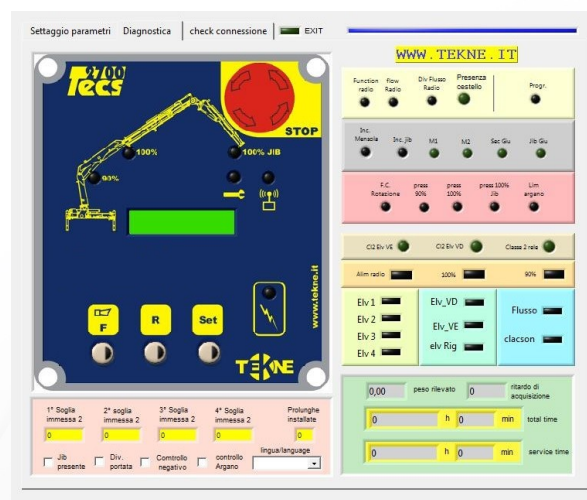 Settaggio parametri Diagnostica check connessione EXIT
WWW.TEKNE.IT
2700
Tecs
STOP
100%
100% JIB
90%
www.tekne.it
F
R
Set
TEKNE
Function radio
flow Radio
Div Flusso Radio
Presenza cestello
Progr.
Inc. Mensola
Inc. Jib
M1
M2
Sec Giu
Jib Giu
F.C. Rotazione
press 90%
press 100%
press 100% Jib
Lim argano
Cl2 Elv VE
Cl2 Elv VD
Classe 2 rele
Alim radio
100%
90%
Elv 1
Elv 2
Elv 3
Elv 4
Elv_VD
Elv_VE
elv Rig
Flusso
clacson
0,00 peso rilevato 0 ritardo di acquisizione
0 h 0 min total time
0 h 0 min service time
1° Soglia immessa 2
2° soglia immessa 2
3° Soglia immessa 2
4° Soglia immessa 2
Prolunghe installate
0 0 0 0 0
Jib presente
Div. portata
Comtrollo negativo
controllo Argano
lingua/language